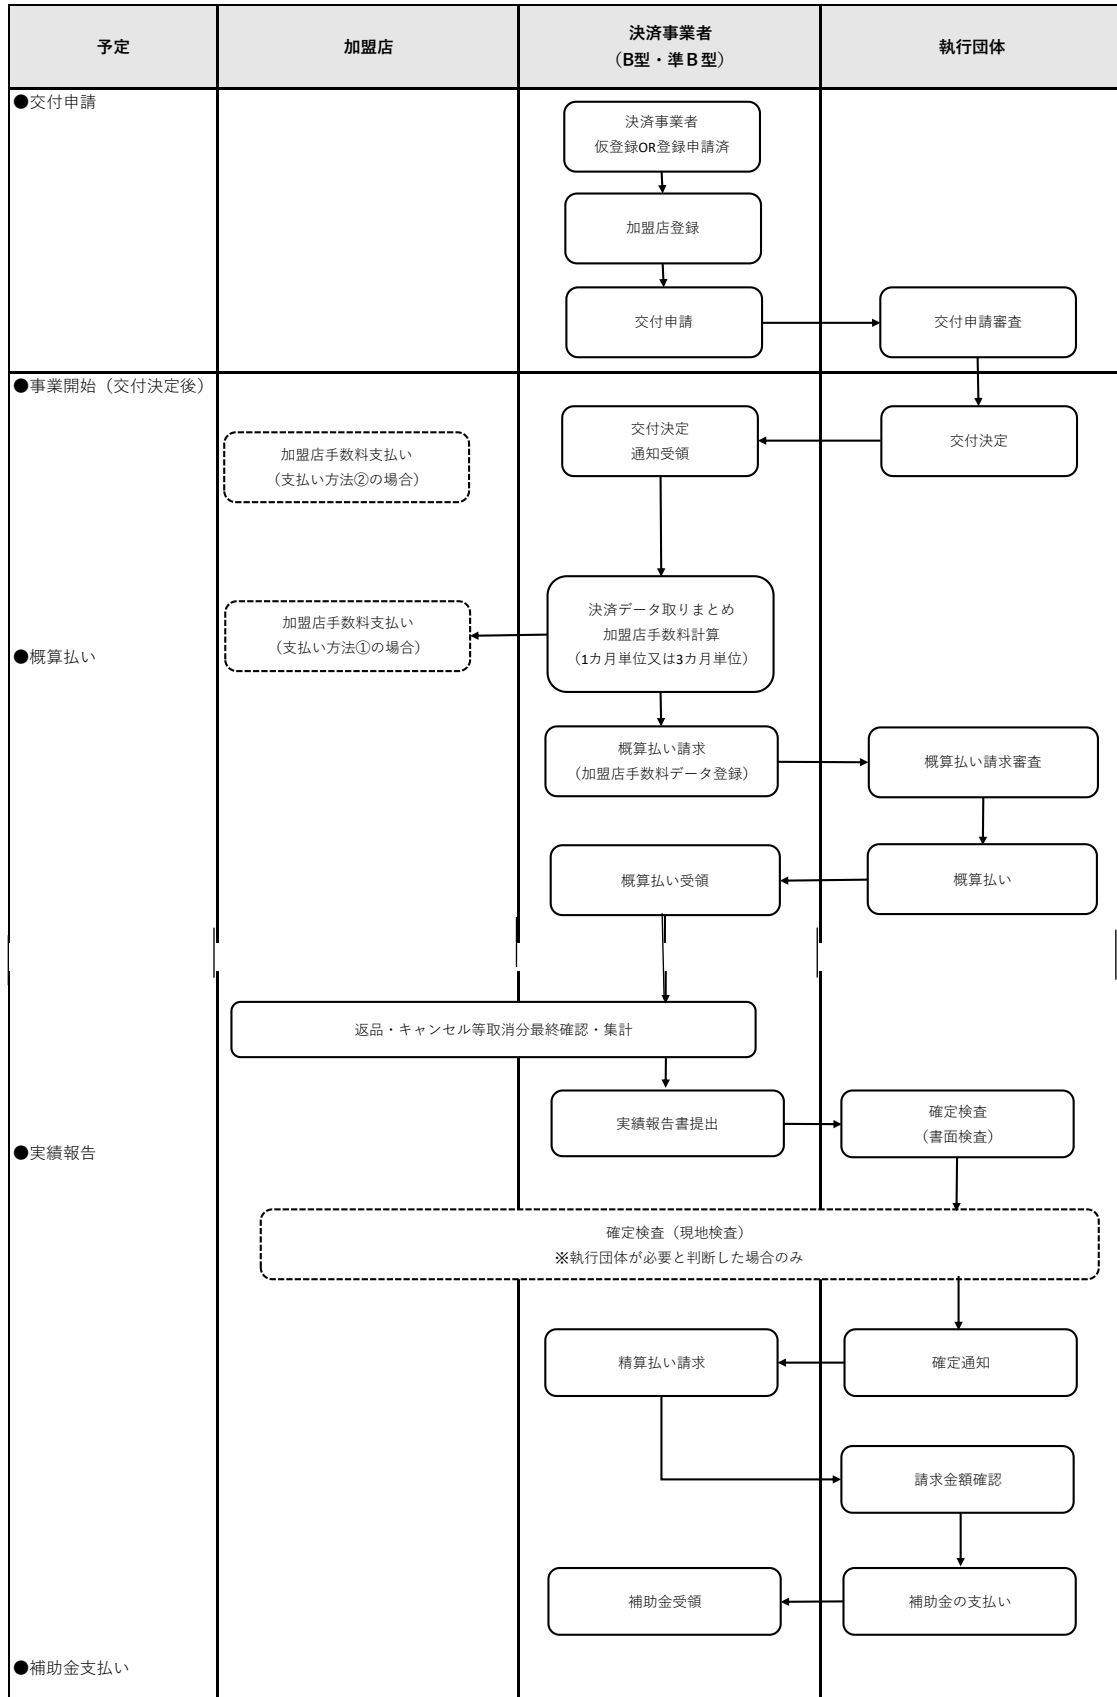 予定
加盟店
決済事業者
（B型・準B型）
執行団体
●交付申請
決済事業者
仮登録OR登録申請済
加盟店登録
交付申請
交付申請審査
●事業開始（交付決定後）
交付決定
通知受領
交付決定
加盟店手数料支払い
（支払い方法②の場合）
決済データ取りまとめ
加盟店手数料計算
（1カ月単位又は3カ月単位）
加盟店手数料支払い
（支払い方法①の場合）
●概算払い
概算払い請求
（加盟店手数料データ登録）
概算払い請求審査
概算払い受領
概算払い
返品・キャンセル等取消分最終確認・集計
実績報告書提出
確定検査
（書面検査）
●実績報告
確定検査（現地検査）
※執行団体が必要と判断した場合のみ
精算払い請求
確定通知
請求金額確認
補助金受領
補助金の支払い
●補助金支払い